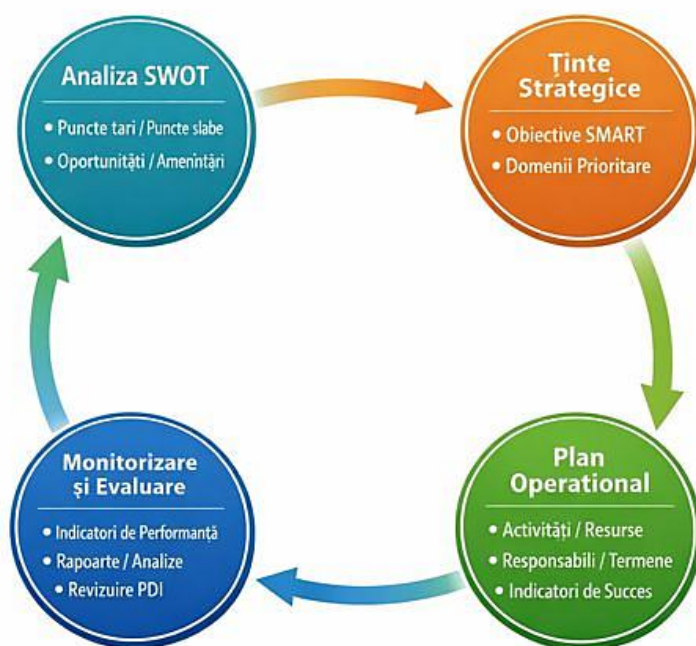 Analiza SWOT
• Puncte tari / Puncte slabe
• Oportunități / Amenințări
Ținte
Strategice
• Obiective SMART
• Domenii Prioritare
Plan
Operațional
• Activități / Resurse
• Responsabili / Termene
• Indicatori de Succes
Monitorizare
și Evaluare
• Indicatori de Performanță
• Rapoarte / Analize
• Revizuire PDI